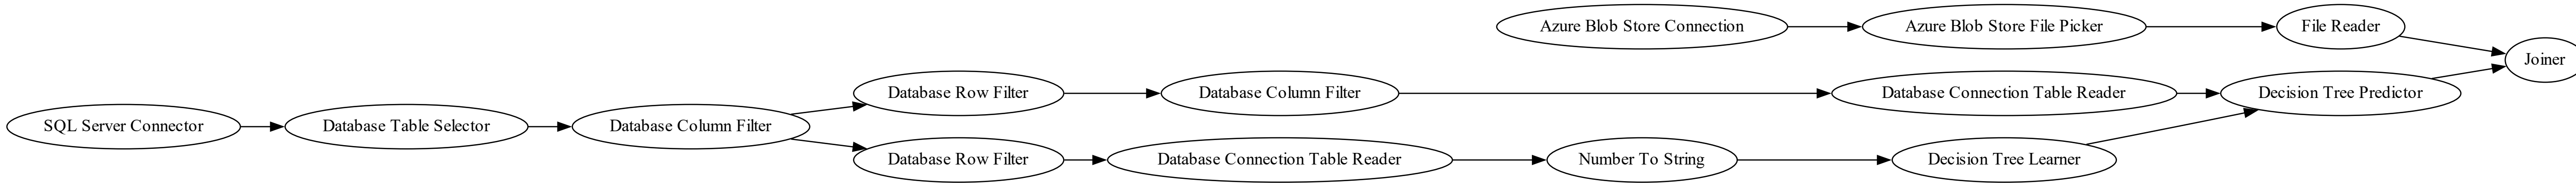 Azure Blob Store Connection
Azure Blob Store File Picker
File Reader
Joiner
Database Row Filter
Database Column Filter
Database Connection Table Reader
Decision Tree Predictor
SQL Server Connector
Database Table Selector
Database Column Filter
Database Row Filter
Database Connection Table Reader
Number To String
Decision Tree Learner